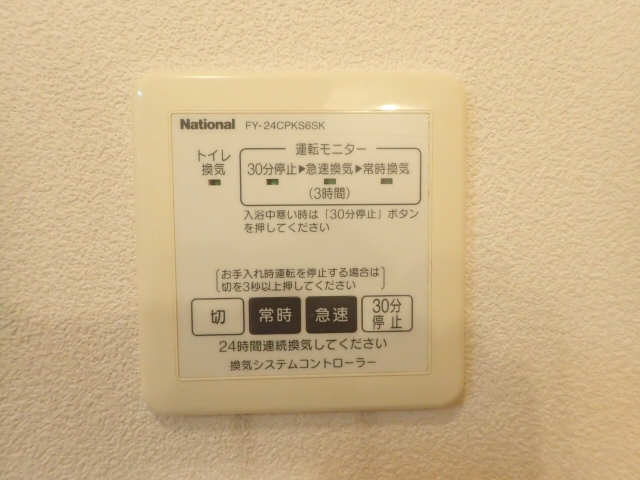 National FY-24CPKS6SK
運転モニター
トイレ
換気
30分停止▶急速換気▶常時換気
(3時間)
入浴中寒い時は「30分停止」ボタン
を押してください
お手入れ時運転を停止する場合は
切を3秒以上押してください
切 常時 急速 30分
停止
24時間連続換気してください
換気システムコントローラー